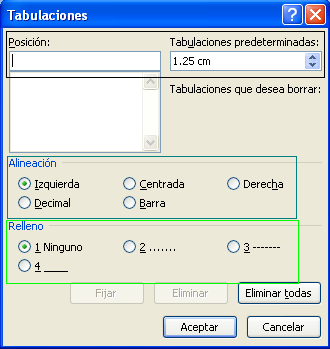 Tabulaciones
Posición: Tabulaciones predeterminadas:
1.25 cm
Tabulaciones que desea borrar:
Alineación
Izquierda Centrada Derecha
Decimal Barra
Relleno
1 Ninguno 2 ....... 3 -------
4 ____
Fijar Eliminar Eliminar todas
Aceptar Cancelar